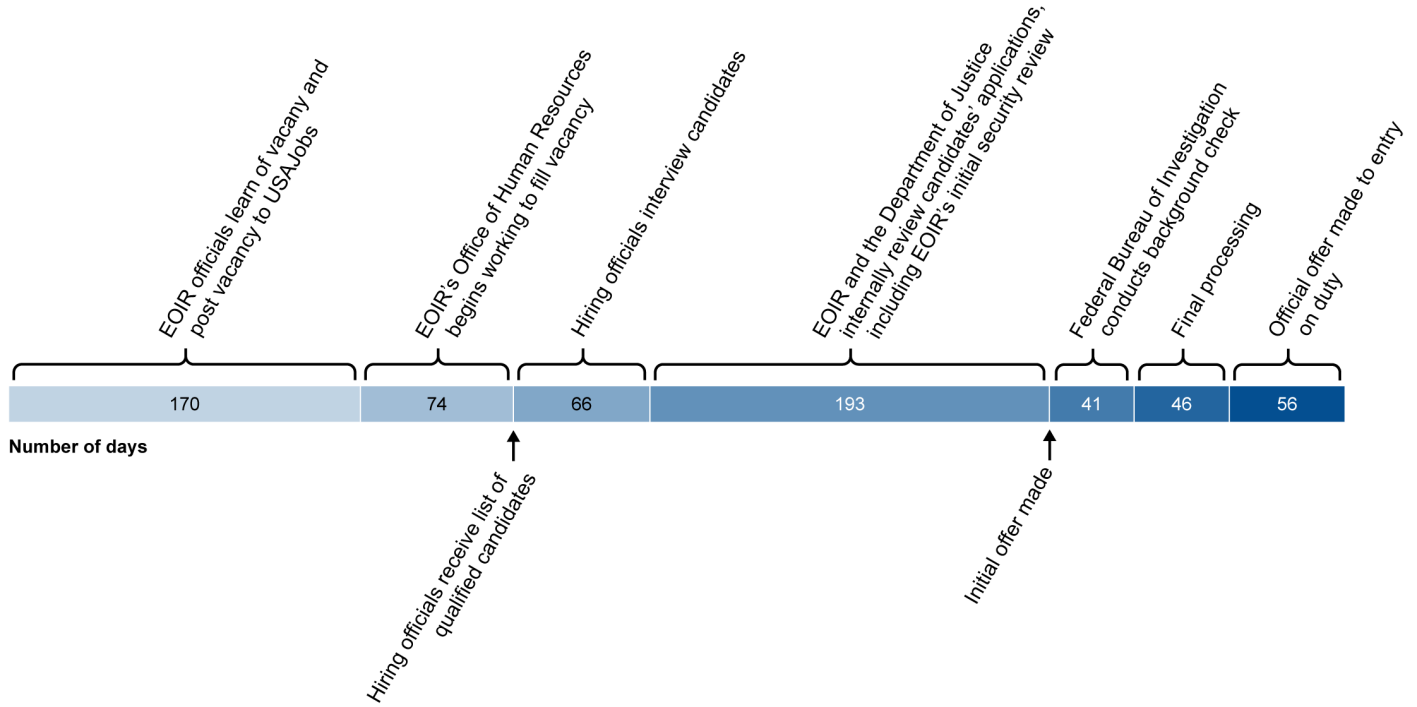 EOIR officials learn of vacany and
post vacancy to USAJobs
EOIR's Office of Human Resources
begins working to fill vacancy
Hiring officials interview candidates
EOIR and the Department of Justice
internally review candidates' applications,
including EOIR's initial security review
Federal Bureau of Investigation
conducts background check
Final processing
Official offer made to entry
on duty
170
74
66
193
41
46
56
Number of days
Hiring officials receive list of
qualified candidates
Initial offer made